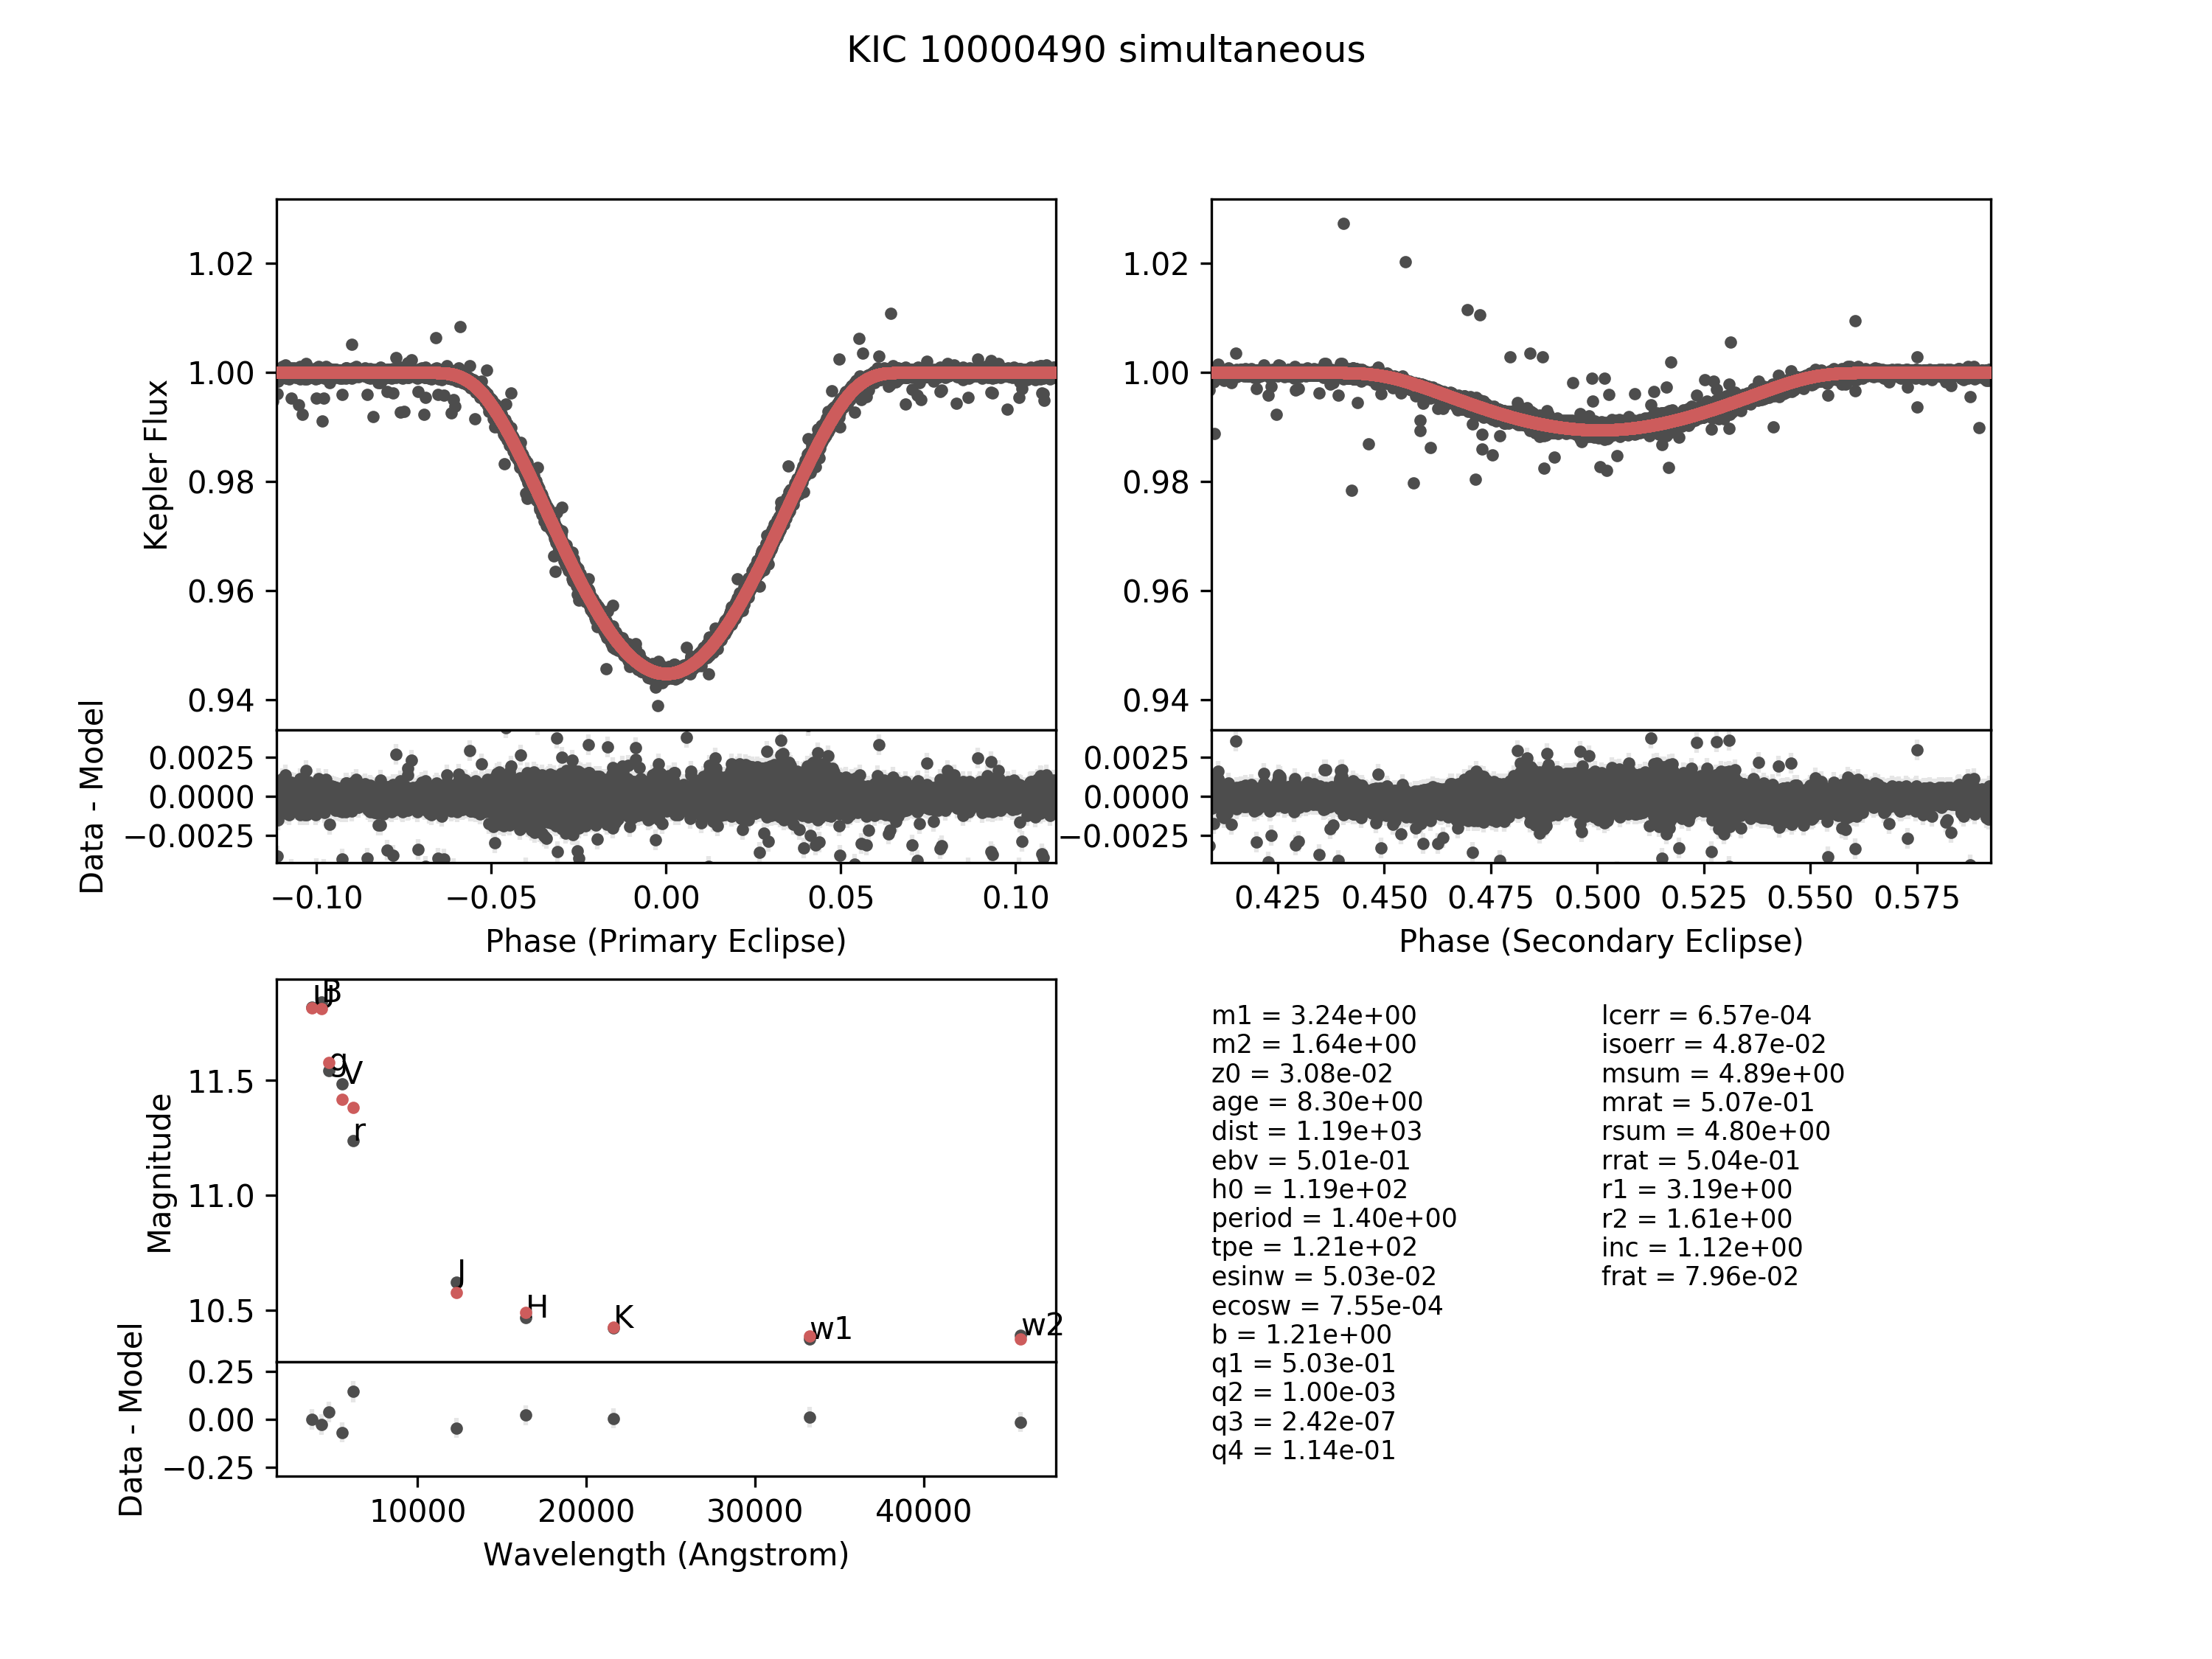 KIC 10000490 simultaneous
1.02
1.00
0.98
0.96
0.94
Kepler Flux
0.0025
0.0000
−0.0025
Data - Model
−0.10 −0.05 0.00 0.05 0.10
Phase (Primary Eclipse)
1.02
1.00
0.98
0.96
0.94
0.0025
0.0000
−0.0025
0.425 0.450 0.475 0.500 0.525 0.550 0.575
Phase (Secondary Eclipse)
11.5
11.0
10.5
Magnitude
U B
g
V
r
J
H
K
w1
w2
0.25
0.00
−0.25
Data - Model
10000 20000 30000 40000
Wavelength (Angstrom)
m1 = 3.24e+00
m2 = 1.64e+00
z0 = 3.08e-02
age = 8.30e+00
dist = 1.19e+03
ebv = 5.01e-01
h0 = 1.19e+02
period = 1.40e+00
tpe = 1.21e+02
esinw = 5.03e-02
ecosw = 7.55e-04
b = 1.21e+00
q1 = 5.03e-01
q2 = 1.00e-03
q3 = 2.42e-07
q4 = 1.14e-01
lcerr = 6.57e-04
isoerr = 4.87e-02
msum = 4.89e+00
mrat = 5.07e-01
rsum = 4.80e+00
rrat = 5.04e-01
r1 = 3.19e+00
r2 = 1.61e+00
inc = 1.12e+00
frat = 7.96e-02